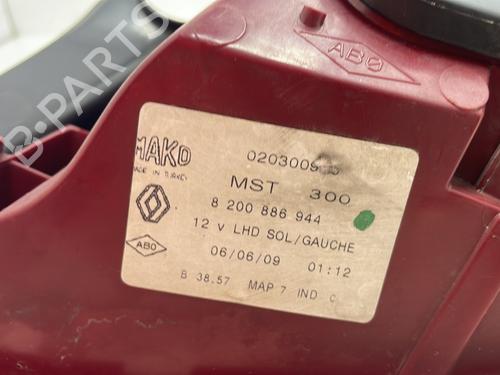 B-PARTS
ABØ
MAKO
MADE IN TURKEY
MST 300
8 200 886 944
12 v LHD SOL/GAUCHE
ABO
06/06/09 01:12
B 38.57 MAP 7 IND C